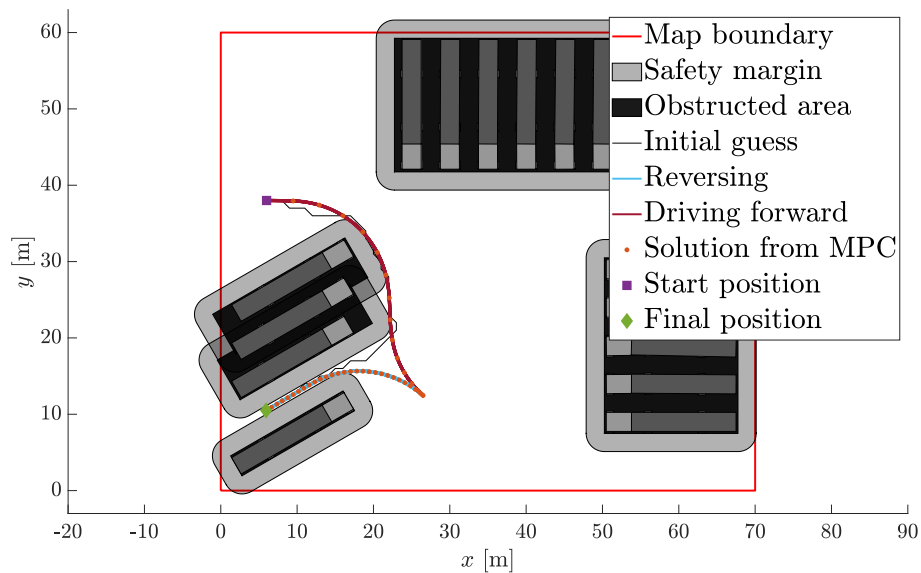 60
50
40
30
20
10
0
y [m]
-20 -10 0 10 20 30 40 50 60 70 80 90
x [m]
Map boundary
Safety margin
Obstructed area
Initial guess
Reversing
Driving forward
Solution from MPC
Start position
Final position